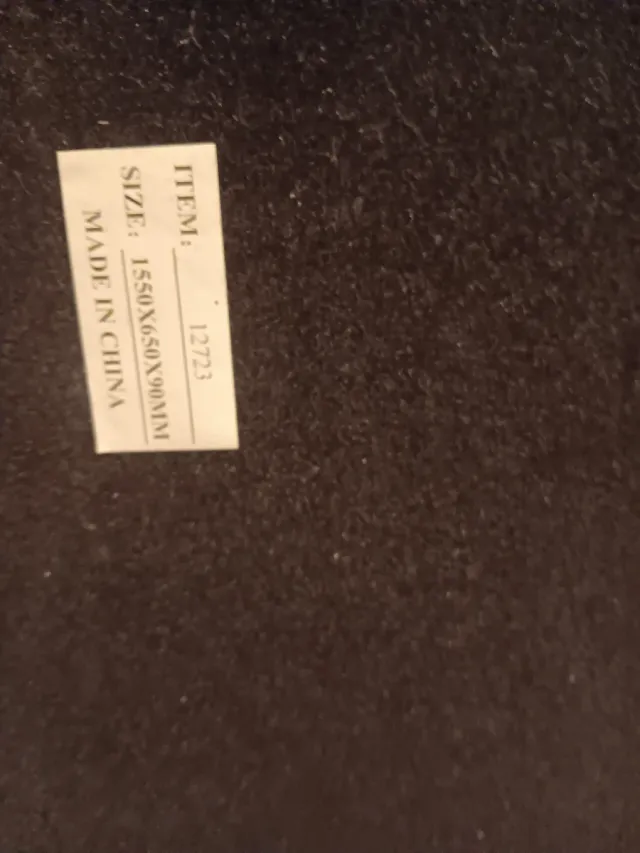 ITEM: 12723
SIZE: 1550X650X90MM
MADE IN CHINA